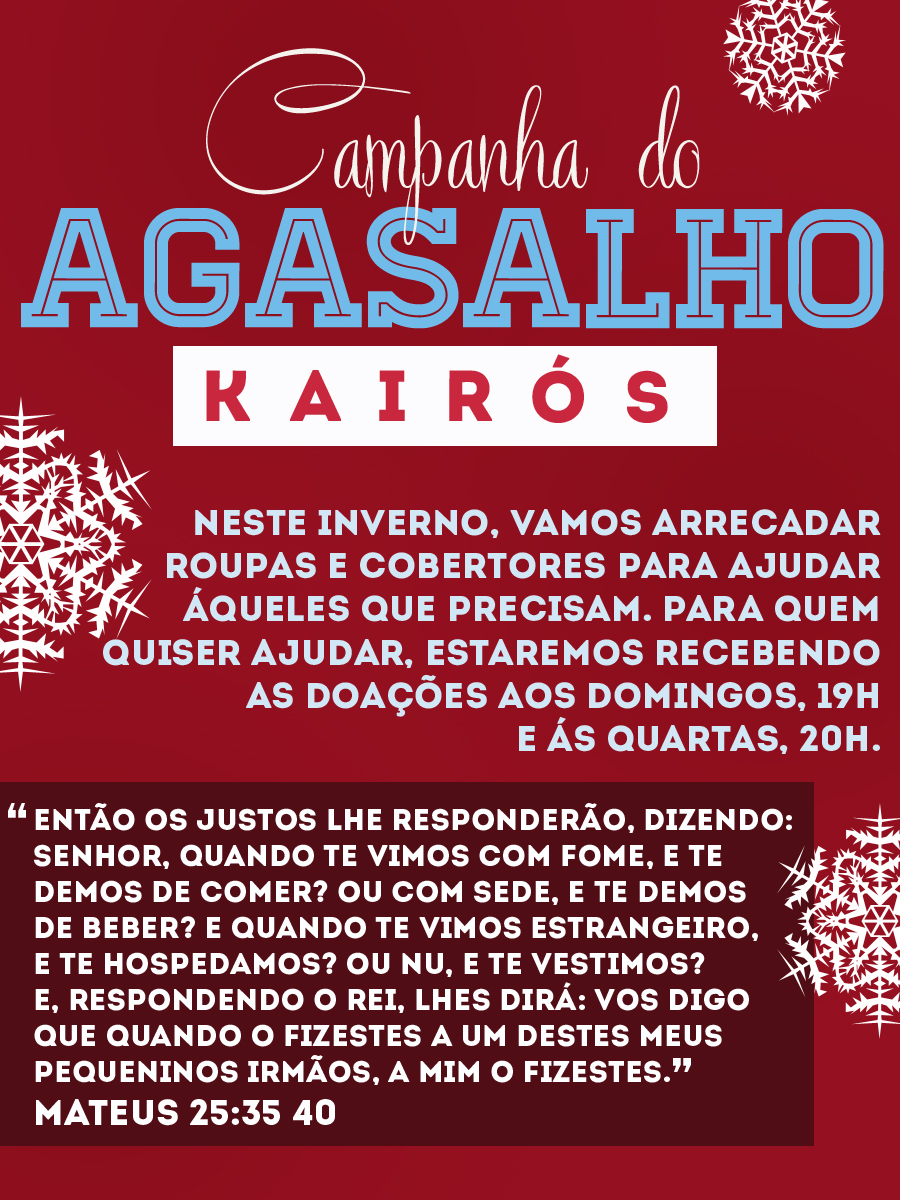 Campanha do
AGASALHO
KAIRÓS
NESTE INVERNO, VAMOS ARRECADAR
ROUPAS E COBERTORES PARA AJUDAR
ÁQUELES QUE PRECISAM. PARA QUEM
QUISER AJUDAR, ESTAREMOS RECEBENDO
AS DOAÇÕES AOS DOMINGOS, 19H
E ÁS QUARTAS, 20H.
“ENTÃO OS JUSTOS LHE RESPONDERÃO, DIZENDO:
SENHOR, QUANDO TE VIMOS COM FOME, E TE
DEMOS DE COMER? OU COM SEDE, E TE DEMOS
DE BEBER? E QUANDO TE VIMOS ESTRANGEIRO,
E TE HOSPEDAMOS? OU NU, E TE VESTIMOS?
E, RESPONDENDO O REI, LHES DIRÁ: VOS DIGO
QUE QUANDO O FIZESTES A UM DESTES MEUS
PEQUENINOS IRMÃOS, A MIM O FIZESTES.”
MATEUS 25:35 40